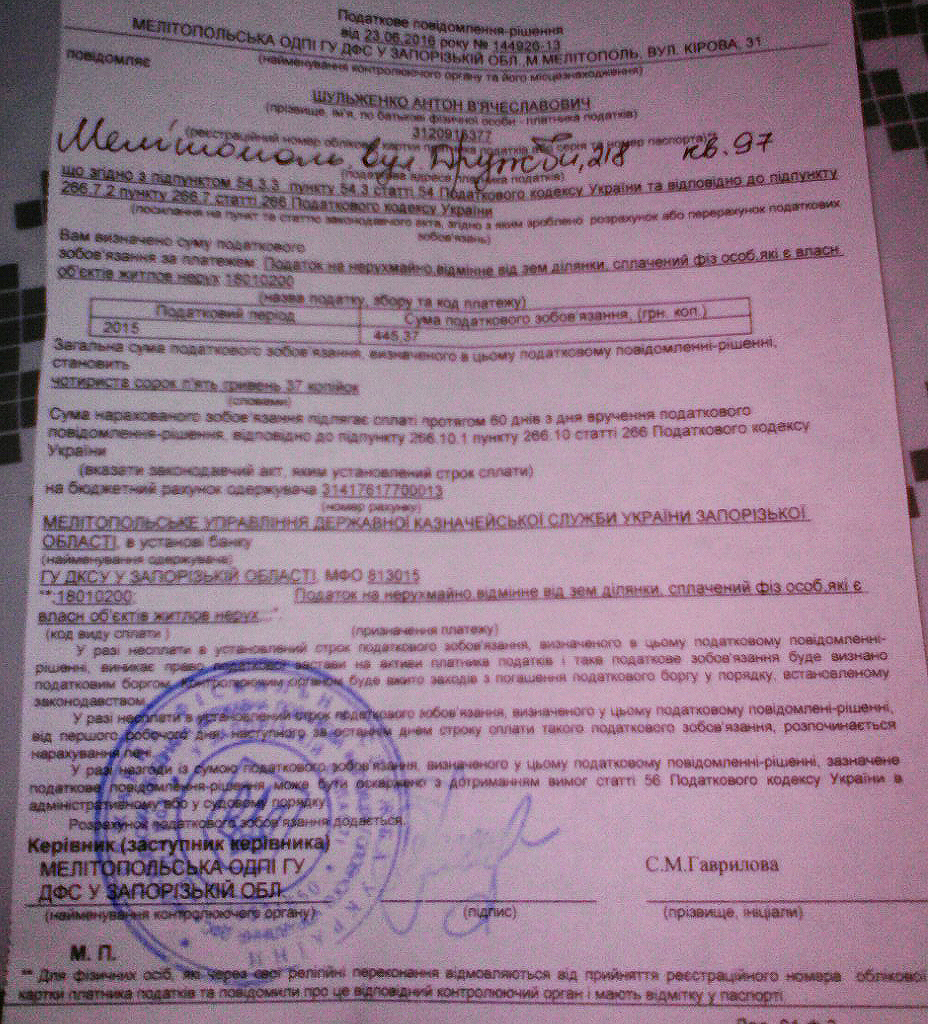 Податкове повідомлення-рішення
від 23.06.2016 року № 144926-13
МЕЛІТОПОЛЬСЬКА ОДПІ ГУ ДФС У ЗАПОРІЗЬКІЙ ОБЛ.,М МЕЛІТОПОЛЬ, ВУЛ. КІРОВА, 31
повідомляє (найменування контролюючого органу та його місцезнаходження)
ШУЛЬЖЕНКО АНТОН В'ЯЧЕСЛАВОВИЧ
(прізвище, ім'я, по батькові фізичної особи - платника податків)
3120916377
(реєстраційний номер облікової картки платника податків або серія та номер паспорта)**
Мелітополь, вул. Дружби, 218 кв. 97
(податкова адреса платника податків)
що згідно з підпунктом 54.3.3 пункту 54.3 статті 54 Податкового кодексу України та відповідно до підпункту
266.7.2 пункту 266.7 статті 266 Податкового кодексу України
(посилання на пункт та статтю законодавчого акта, згідно з яким зроблено розрахунок або перерахунок податкових
зобов'язань)
Вам визначено суму податкового
зобов'язання за платежем: Податок на нерухмайно,відмінне від зем ділянки, сплачений фіз особ,які є власн
об'єктів житлов нерух 18010200
(назва податку, збору та код платежу)
Податковий період Сума податкового зобов'язання, (грн. коп.)
2015 445,37
Загальна сума податкового зобов'язання, визначеного в цьому податковому повідомленні-рішенні,
становить
чотириста сорок п'ять гривень 37 копійок
(словами)
Сума нарахованого зобов'язання підлягає сплаті протягом 60 днів з дня вручення податкового
повідомлення-рішення, відповідно до підпункту 266.10.1 пункту 266.10 статті 266 Податкового кодексу
України
(вказати законодавчий акт, яким установлений строк сплати)
на бюджетний рахунок одержувача 31417617700013
(номер рахунку)
МЕЛІТОПОЛЬСЬКЕ УПРАВЛІННЯ ДЕРЖАВНОЇ КАЗНАЧЕЙСЬКОЇ СЛУЖБИ УКРАЇНИ ЗАПОРІЗЬКОЇ
ОБЛАСТІ, в установі банку
(найменування одержувача)
ГУ ДКСУ У ЗАПОРІЗЬКІЙ ОБЛАСТІ, МФО 813015
"*;18010200; Податок на нерухмайно,відмінне від зем ділянки, сплачений фіз особ,які є
власн об'єктів житлов нерух...".
(код виду сплати ) (призначення платежу)
У разі несплати в установлений строк податкового зобов'язання, визначеного в цьому податковому повідомленні-
рішенні, виникає право податкової застави на активи платника податків і таке податкове зобов'язання буде визнано
податковим боргом. Контролюючим органом буде вжито заходів з погашення податкового боргу у порядку, встановленому
законодавством.
У разі несплати в установлений строк податкового зобов'язання, визначеного у цьому податковому повідомлені-рішенні,
від першого робочого дня, наступного за останнім днем строку сплати такого податкового зобов'язання, розпочинається
нарахування пені.
У разі незгоди із сумою податкового зобов'язання, визначеного у цьому податковому повідомленні-рішенні, зазначене
податкове повідомлення-рішення може бути оскаржено з дотриманням вимог статті 56 Податкового кодексу України в
адміністративному або у судовому порядку.
Розрахунок податкового зобов'язання додається.
Керівник (заступник керівника)
МЕЛІТОПОЛЬСЬКА ОДПІ ГУ
ДФС У ЗАПОРІЗЬКІЙ ОБЛ. С.М.Гаврилова
(найменування контролюючого органу) (підпис) (прізвище, ініціали)
М. П.
** Для фізичних осіб, які через свої релігійні переконання відмовляються від прийняття реєстраційного номера облікової
картки платника податків та повідомили про це відповідний контролюючий орган і мають відмітку у паспорті.